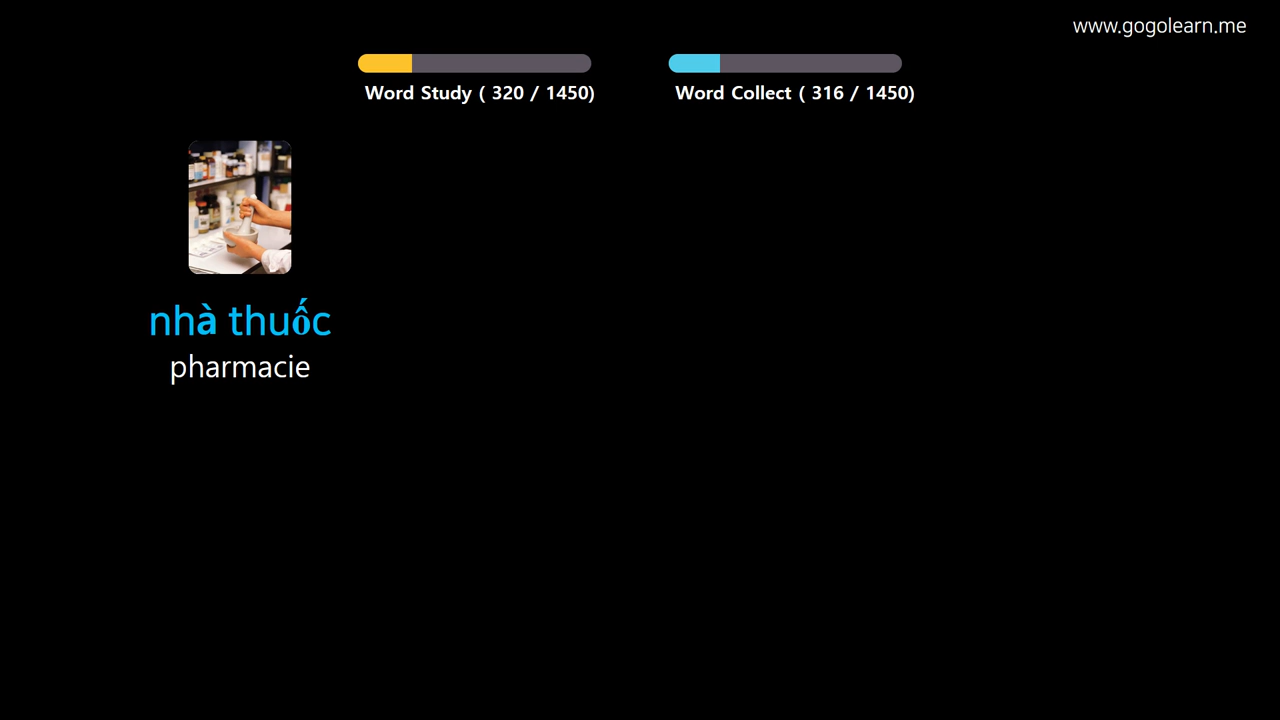 www.gogolearn.me
Word Study ( 320 / 1450)
Word Collect ( 316 / 1450)
nhà thuốc
pharmacie